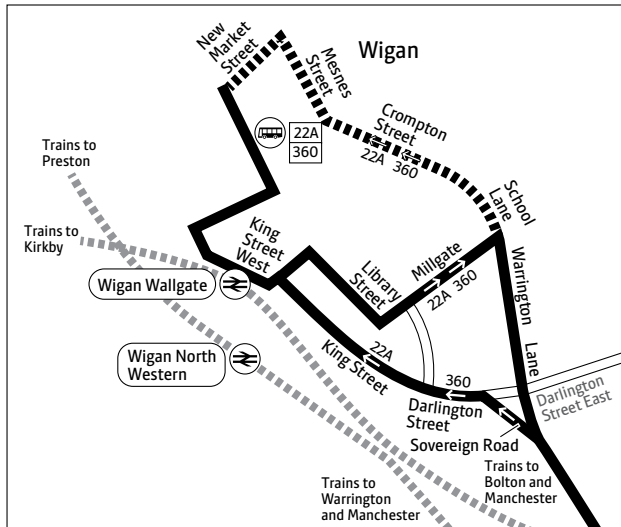 Wigan
New
Market
Street
Mesnes
Street
Crompton
Street
22A 360
22A
360
School
Lane
Trains to
Preston
Trains to
Kirkby
King
Street
West
Library
Street
Millgate
22A 360
Warrington
Lane
Wigan Wallgate
Wigan North
Western
22A
King Street
360
Darlington
Street
Darlington
Street East
Sovereign Road
Trains to
Warrington
and Manchester
Trains to
Bolton and
Manchester